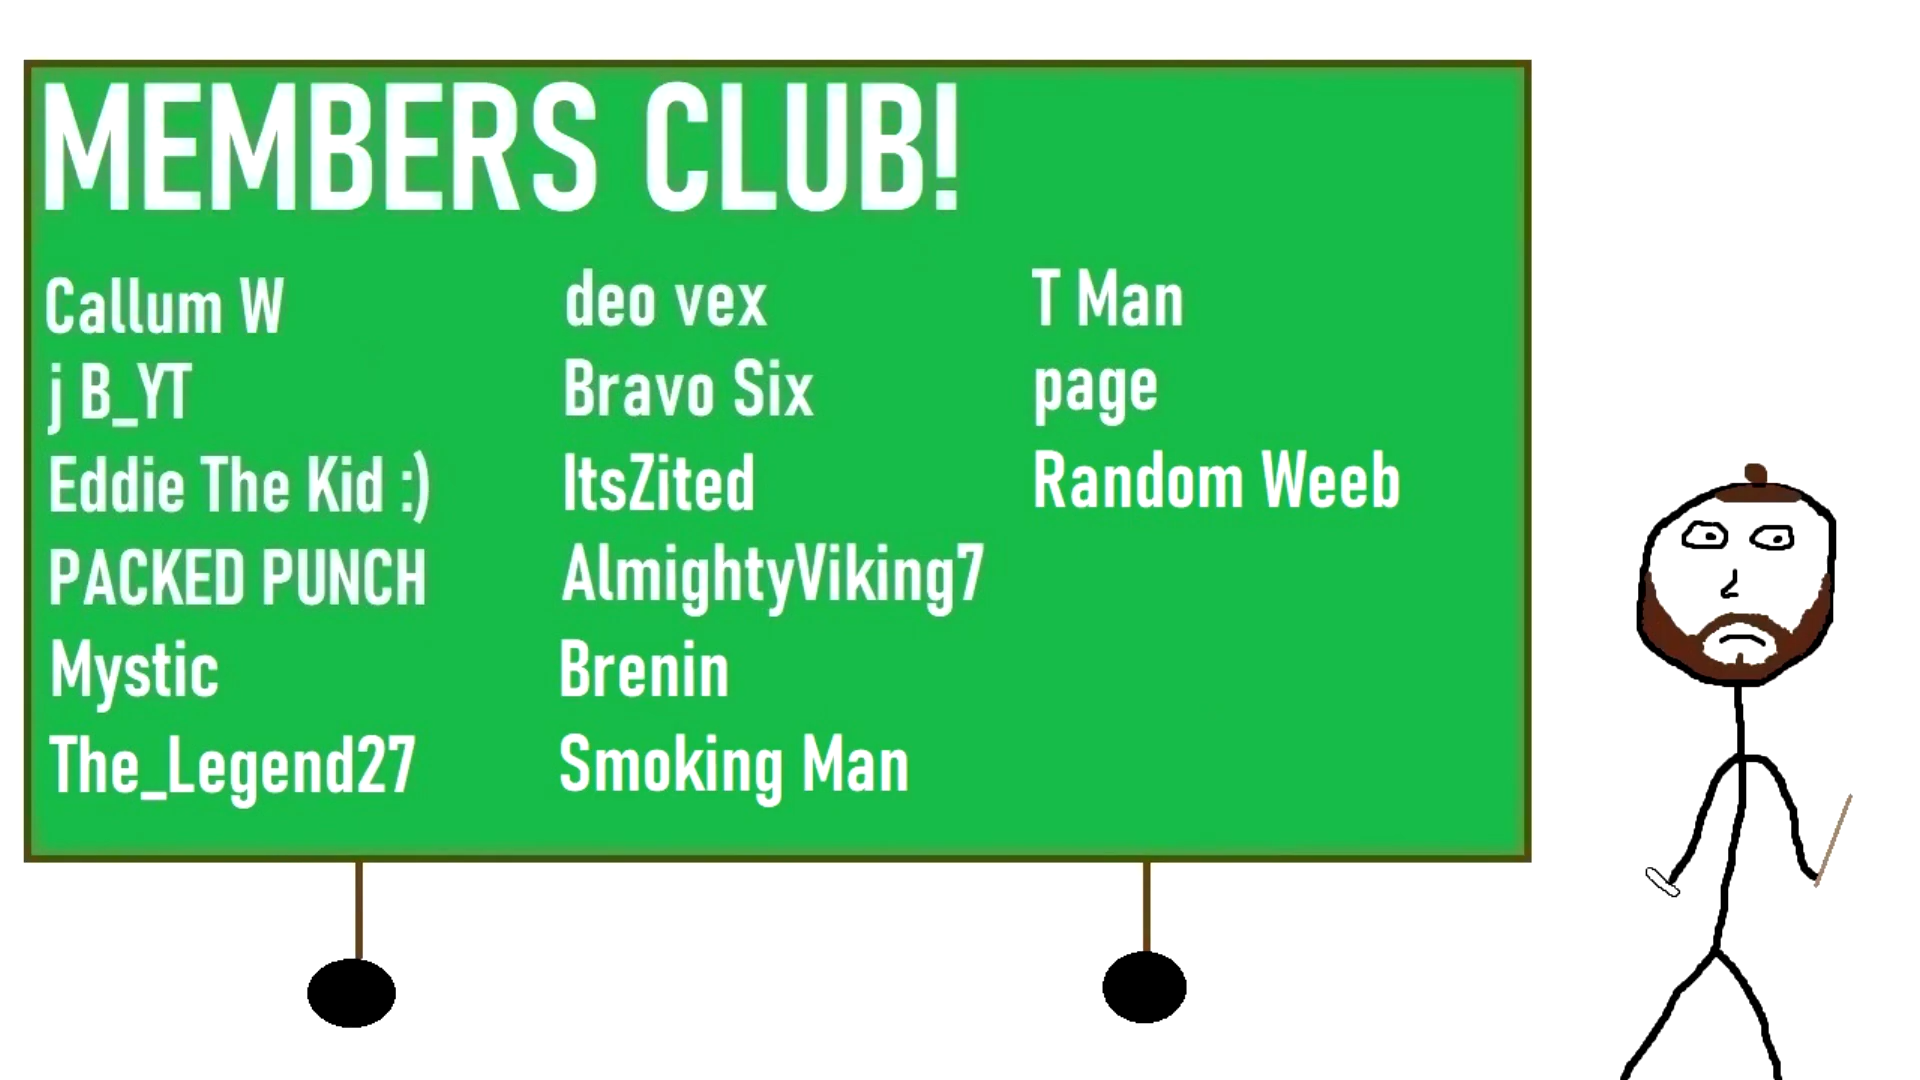 MEMBERS CLUB!
Callum W
j B_YT
Eddie The Kid :)
PACKED PUNCH
Mystic
The_Legend27
deo vex
Bravo Six
ItsZited
AlmightyViking7
Brenin
Smoking Man
T Man
page
Random Weeb